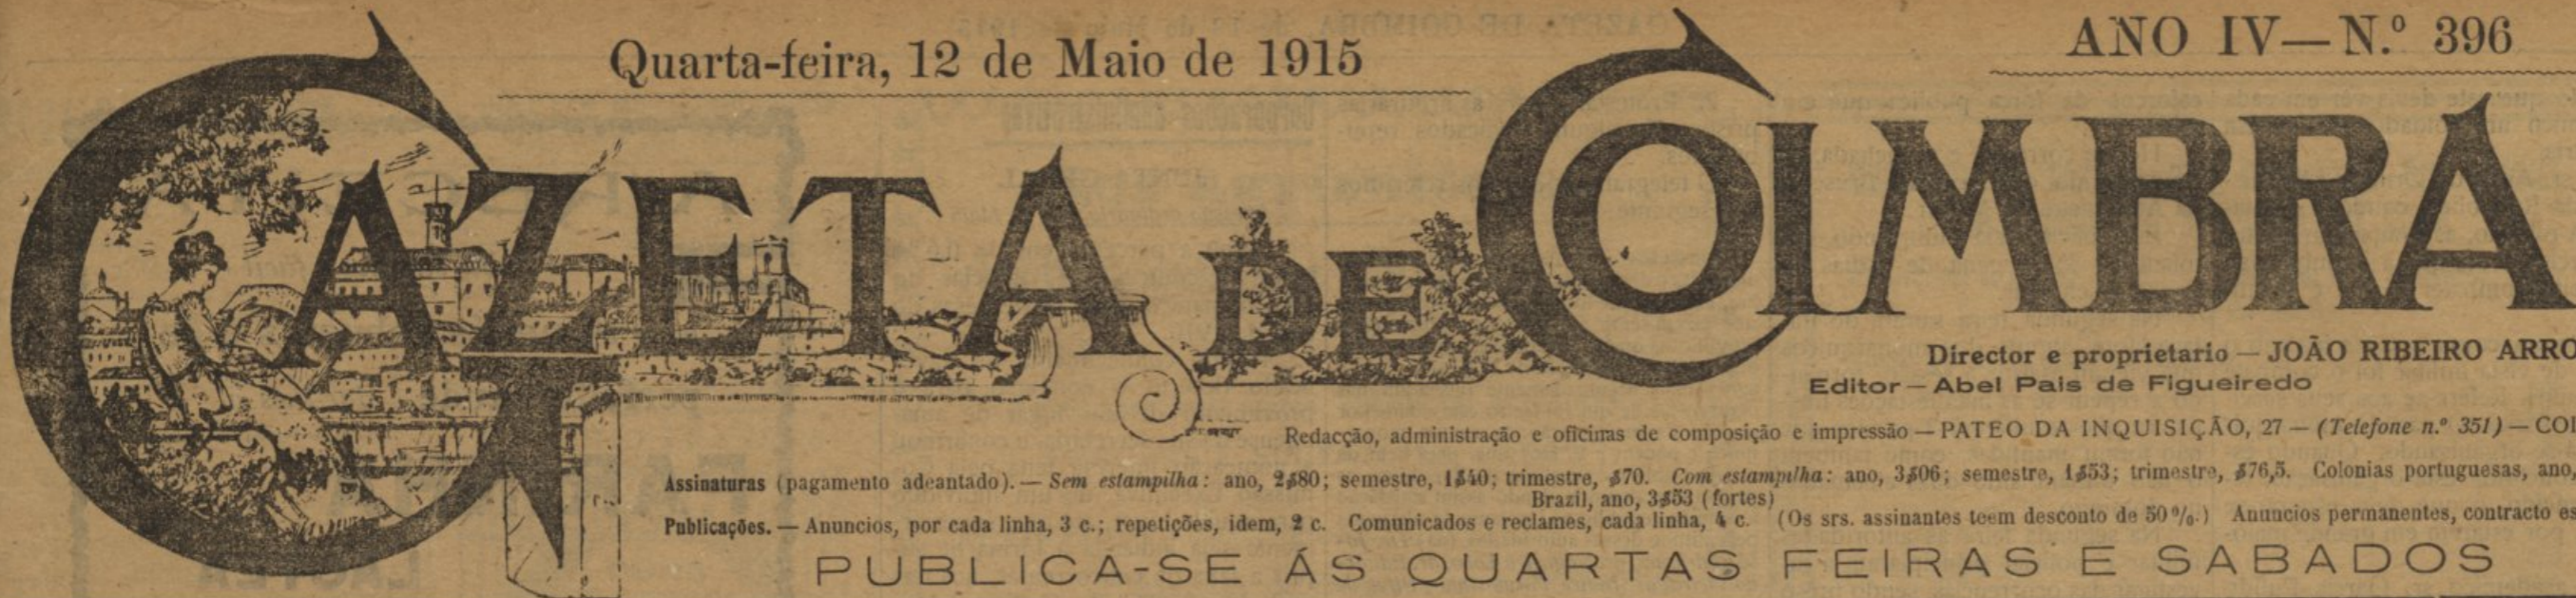 Quarta-feira, 12 de Maio de 1915
ANO IV—N.º 396
GAZETA DE COIMBRA
Director e proprietario — JOÃO RIBEIRO ARRO
Editor — Abel Pais de Figueiredo
Redacção, administração e oficinas de composição e impressão — PATEO DA INQUISIÇÃO, 27 — (Telefone n.º 351) — COI
Assinaturas (pagamento adeantado). — Sem estampilha: ano, 2$80; semestre, 1$40; trimestre, $70. Com estampilha: ano, 3$06; semestre, 1$53; trimestre, $76,5. Colonias portuguesas, ano,
Brazil, ano, 3$53 (fortes)
Publicações. — Anuncios, por cada linha, 3 c.; repetições, idem, 2 c. Comunicados e reclames, cada linha, 4 c. (Os srs. assinantes teem desconto de 50%.) Anuncios permanentes, contracto es
PUBLICA-SE ÁS QUARTAS FEIRAS E SABADOS